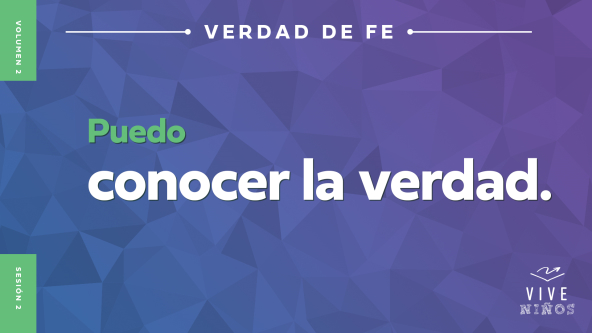 VOLUMEN 2
VERDAD DE FE
Puedo
conocer la verdad.
SESIÓN 2
VIVE
NIÑOS